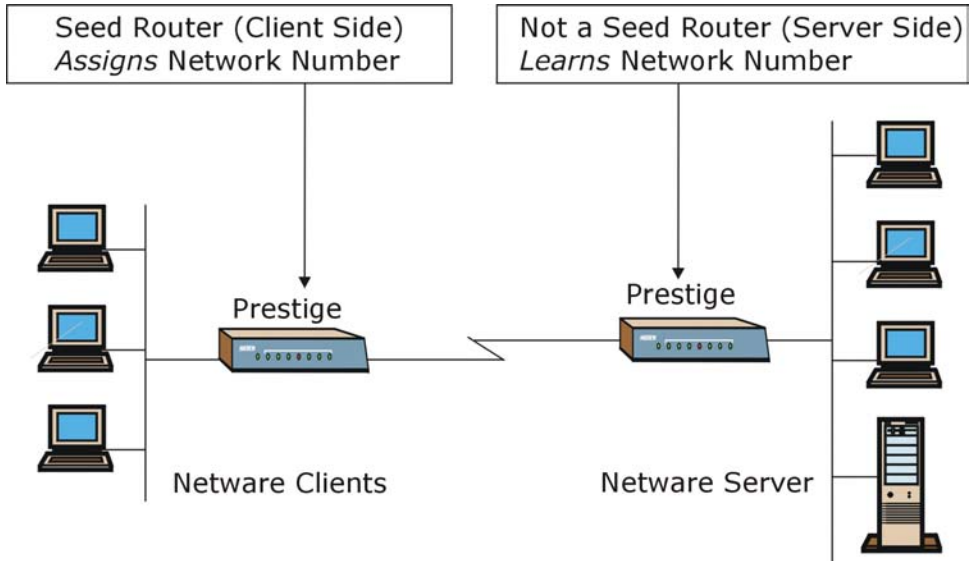 Seed Router (Client Side)
Assigns Network Number
Not a Seed Router (Server Side)
Learns Network Number
Prestige
Prestige
Netware Clients
Netware Server